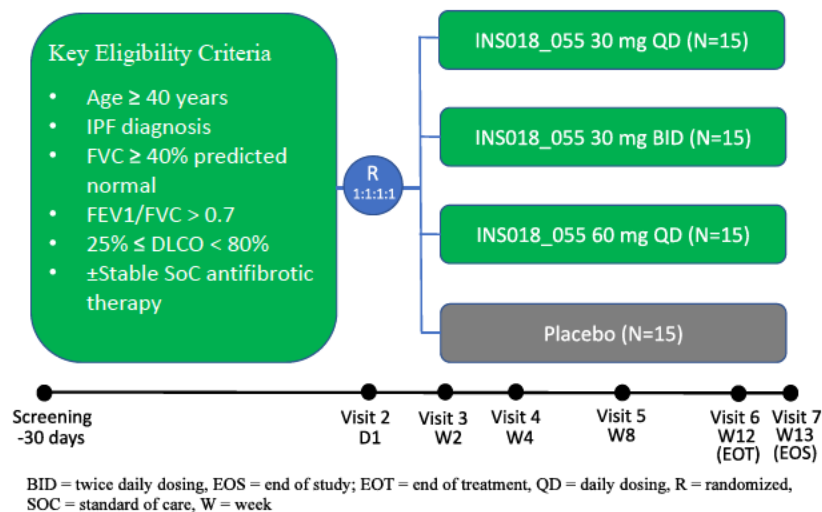 Key Eligibility Criteria
• Age ≥ 40 years
• IPF diagnosis
• FVC ≥ 40% predicted
normal
• FEV1/FVC > 0.7
• 25% ≤ DLCO < 80%
• ±Stable SoC antifibrotic
therapy
R
1:1:1:1
INS018_055 30 mg QD (N=15)
INS018_055 30 mg BID (N=15)
INS018_055 60 mg QD (N=15)
Placebo (N=15)
Screening
-30 days
Visit 2
D1
Visit 3
W2
Visit 4
W4
Visit 5
W8
Visit 6
W12
(EOT)
Visit 7
W13
(EOS)
BID = twice daily dosing, EOS = end of study; EOT = end of treatment, QD = daily dosing, R = randomized,
SOC = standard of care, W = week